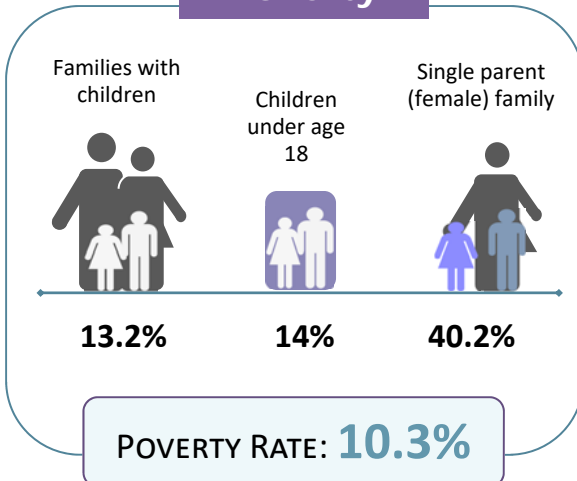 Families with
children
Children
under age
18
Single parent
(female) family
13.2%
14%
40.2%
POVERTY RATE: 10.3%